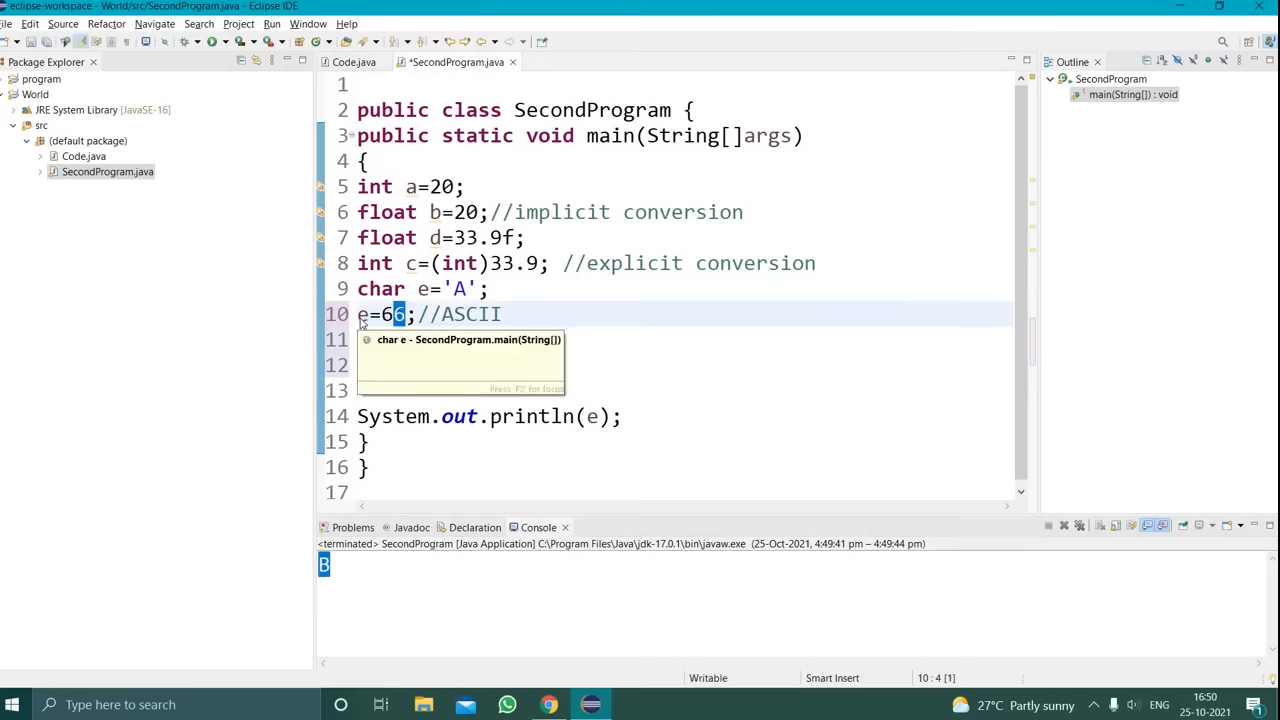 eclipse-workspace - World/src/SecondProgram.java - Eclipse IDE
File Edit Source Refactor Navigate Search Project Run Window Help
Package Explorer
program
World
JRE System Library [JavaSE-16]
src
(default package)
Code.java
SecondProgram.java
Code.java *SecondProgram.java
1
2 public class SecondProgram {
3 public static void main(String[]args)
4 {
5 int a=20;
6 float b=20;//implicit conversion
7 float d=33.9f;
8 int c=(int)33.9; //explicit conversion
9 char e='A';
10 e=66;//ASCII
11
12
13
14 System.out.println(e);
15 }
16 }
17
char e - SecondProgram.main(String[])
Press 'F2' for focus
Outline
SecondProgram
main(String[]) : void
Problems Javadoc Declaration Console
<terminated> SecondProgram [Java Application] C:\Program Files\Java\jdk-17.0.1\bin\javaw.exe (25-Oct-2021, 4:49:41 pm – 4:49:44 pm)
B
Writable Smart Insert 10 : 4 [1]
Type here to search
27°C Partly sunny
16:50
25-10-2021
1